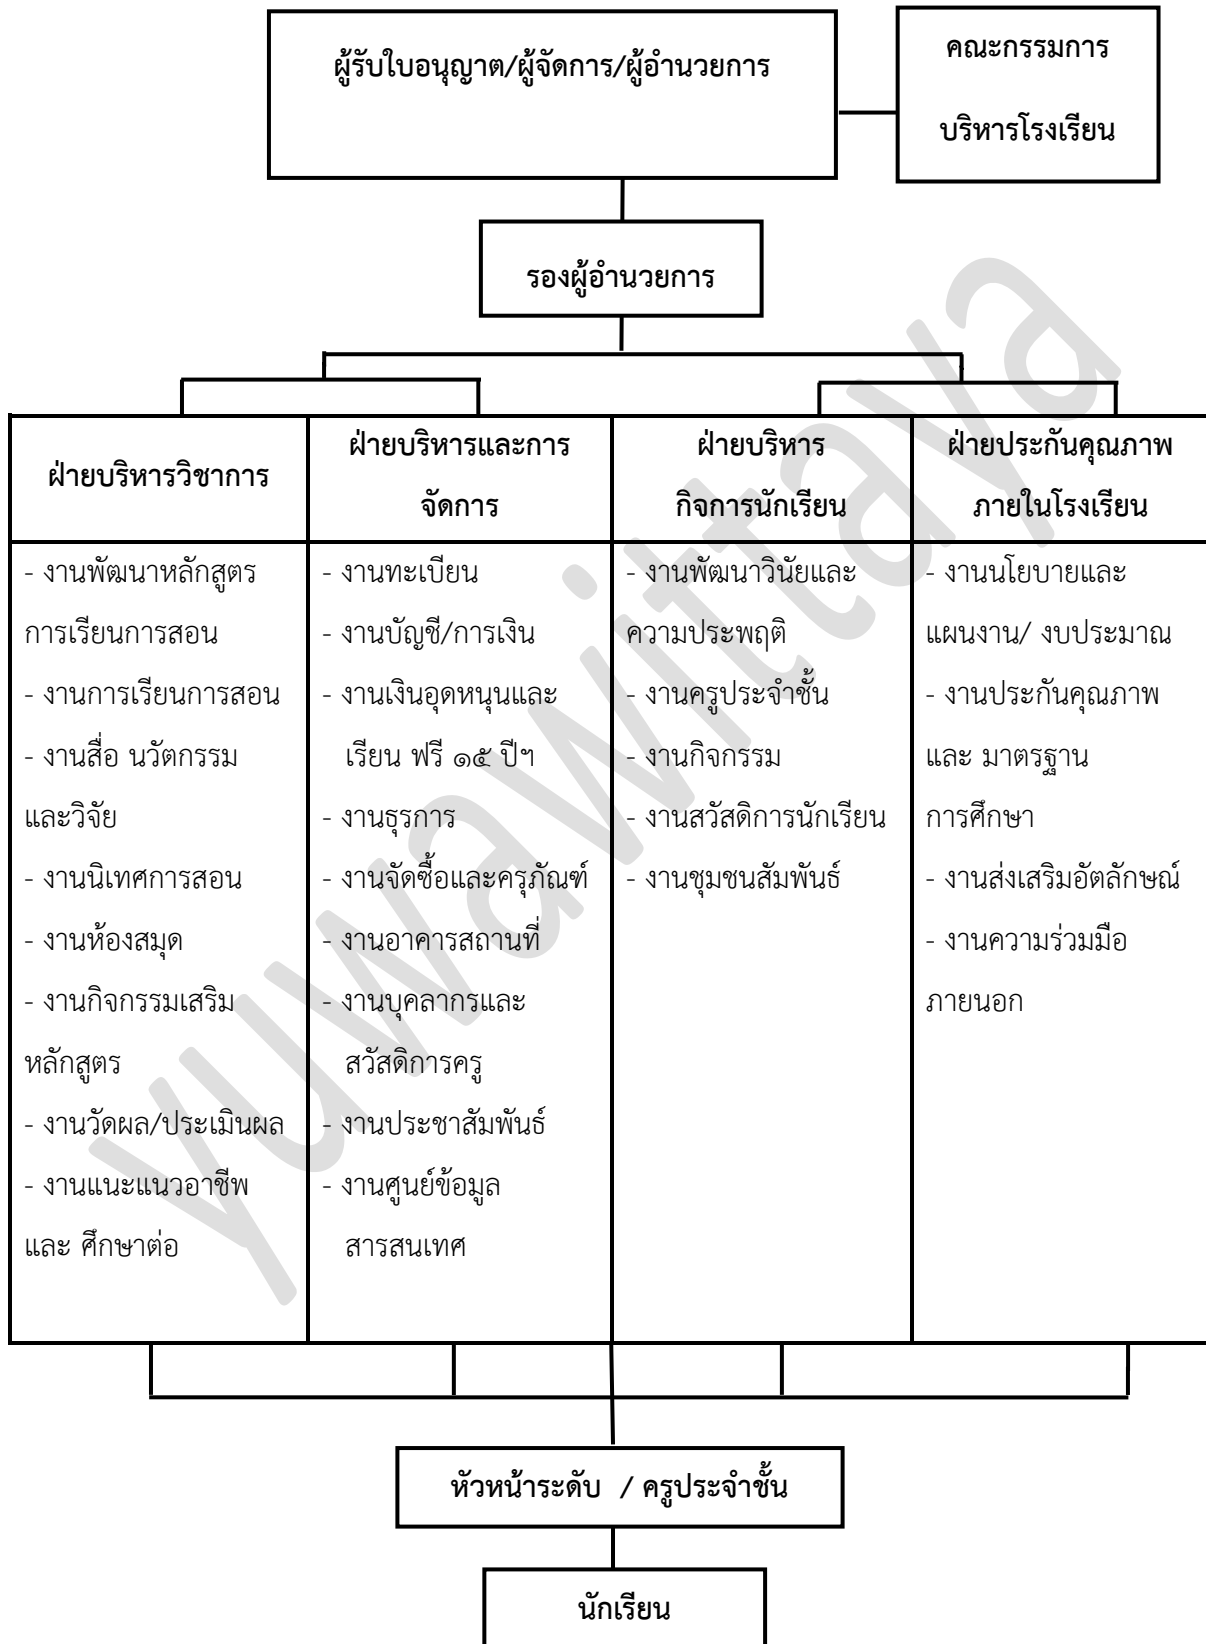 ผู้รับใบอนุญาต/ผู้จัดการ/ผู้อำนวยการ
คณะกรรมการ
บริหารโรงเรียน
รองผู้อำนวยการ
ฝ่ายบริหารวิชาการ
- งานพัฒนาหลักสูตร
การเรียนการสอน
- งานการเรียนการสอน
- งานสื่อ นวัตกรรม
และวิจัย
- งานนิเทศการสอน
- งานห้องสมุด
- งานกิจกรรมเสริม
หลักสูตร
- งานวัดผล/ประเมินผล
- งานแนะแนวอาชีพ
และ ศึกษาต่อ
ฝ่ายบริหารและการ
จัดการ
- งานทะเบียน
- งานบัญชี/การเงิน
- งานเงินอุดหนุนและ
เรียน ฟรี ๑๕ ปีฯ
- งานธุรการ
- งานจัดซื้อและครุภัณฑ์
- งานอาคารสถานที่
- งานบุคลากรและ
สวัสดิการครู
- งานประชาสัมพันธ์
- งานศูนย์ข้อมูล
สารสนเทศ
ฝ่ายบริหาร
กิจการนักเรียน
- งานพัฒนาวินัยและ
ความประพฤติ
- งานครูประจำชั้น
- งานกิจกรรม
- งานสวัสดิการนักเรียน
- งานชุมชนสัมพันธ์
ฝ่ายประกันคุณภาพ
ภายในโรงเรียน
- งานนโยบายและ
แผนงาน/ งบประมาณ
- งานประกันคุณภาพ
และ มาตรฐาน
การศึกษา
- งานส่งเสริมอัตลักษณ์
- งานความร่วมมือ
ภายนอก
หัวหน้าระดับ / ครูประจำชั้น
นักเรียน
yuwawittaya